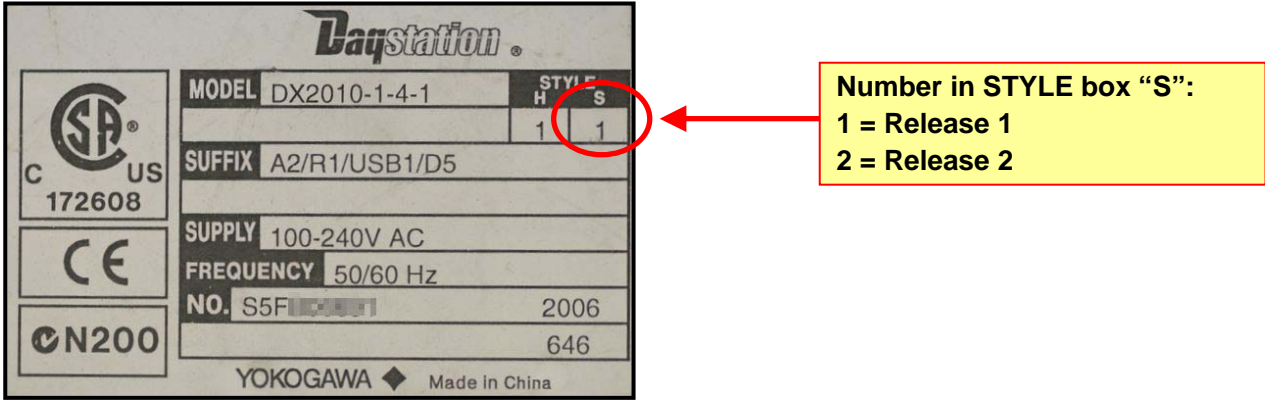 Daqstation ®
MODEL DX2010-1-4-1
STYLE
H S
1 1
SUFFIX A2/R1/USB1/D5
SUPPLY 100-240V AC
FREQUENCY 50/60 Hz
NO. S5F
2006
646
YOKOGAWA ◆ Made in China
SA ®
C US
172608
CE
N200
Number in STYLE box “S”:
1 = Release 1
2 = Release 2